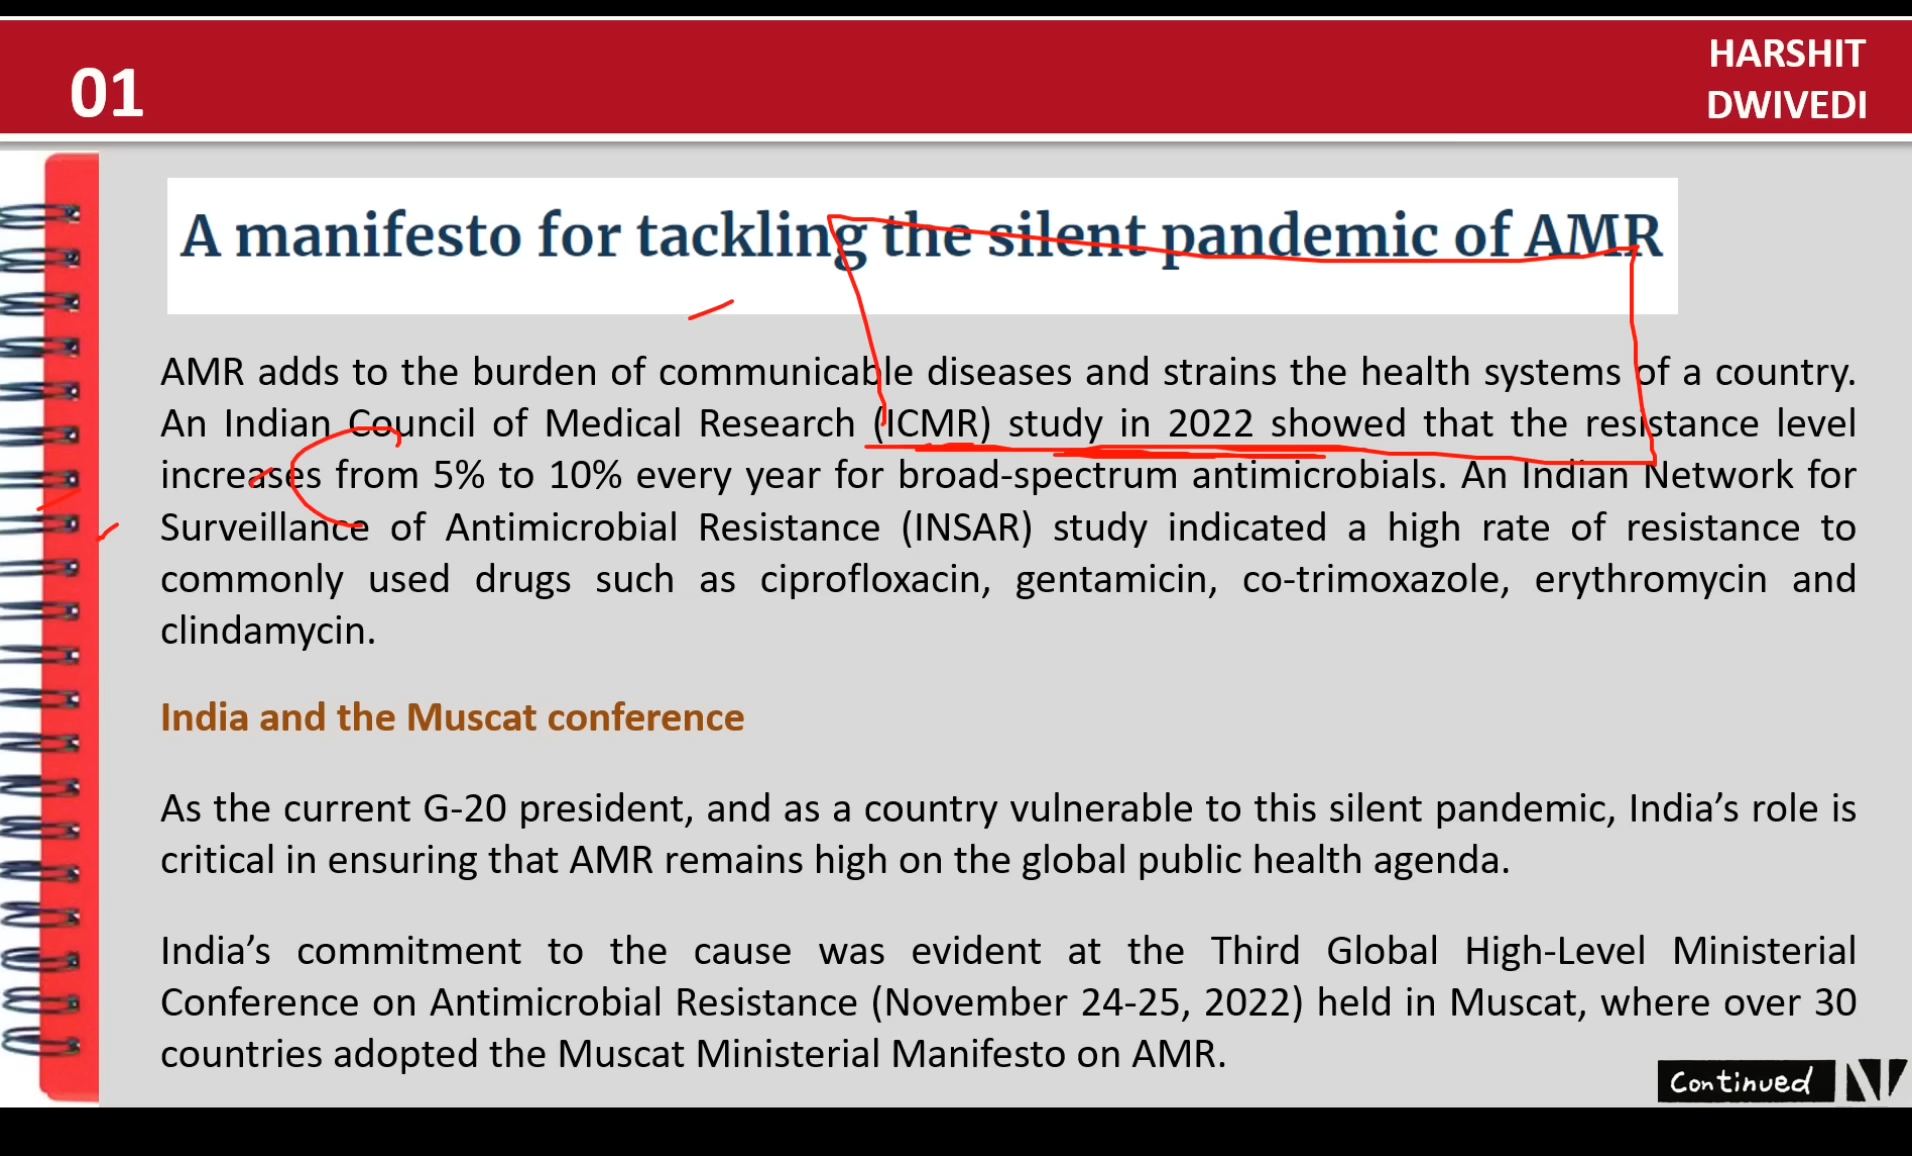 01
HARSHIT
DWIVEDI
A manifesto for tackling the silent pandemic of AMR
AMR adds to the burden of communicable diseases and strains the health systems of a country.
An Indian Council of Medical Research (ICMR) study in 2022 showed that the resistance level
increases from 5% to 10% every year for broad-spectrum antimicrobials. An Indian Network for
Surveillance of Antimicrobial Resistance (INSAR) study indicated a high rate of resistance to
commonly used drugs such as ciprofloxacin, gentamicin, co-trimoxazole, erythromycin and
clindamycin.
India and the Muscat conference
As the current G-20 president, and as a country vulnerable to this silent pandemic, India’s role is
critical in ensuring that AMR remains high on the global public health agenda.
India’s commitment to the cause was evident at the Third Global High-Level Ministerial
Conference on Antimicrobial Resistance (November 24-25, 2022) held in Muscat, where over 30
countries adopted the Muscat Ministerial Manifesto on AMR.
Continued